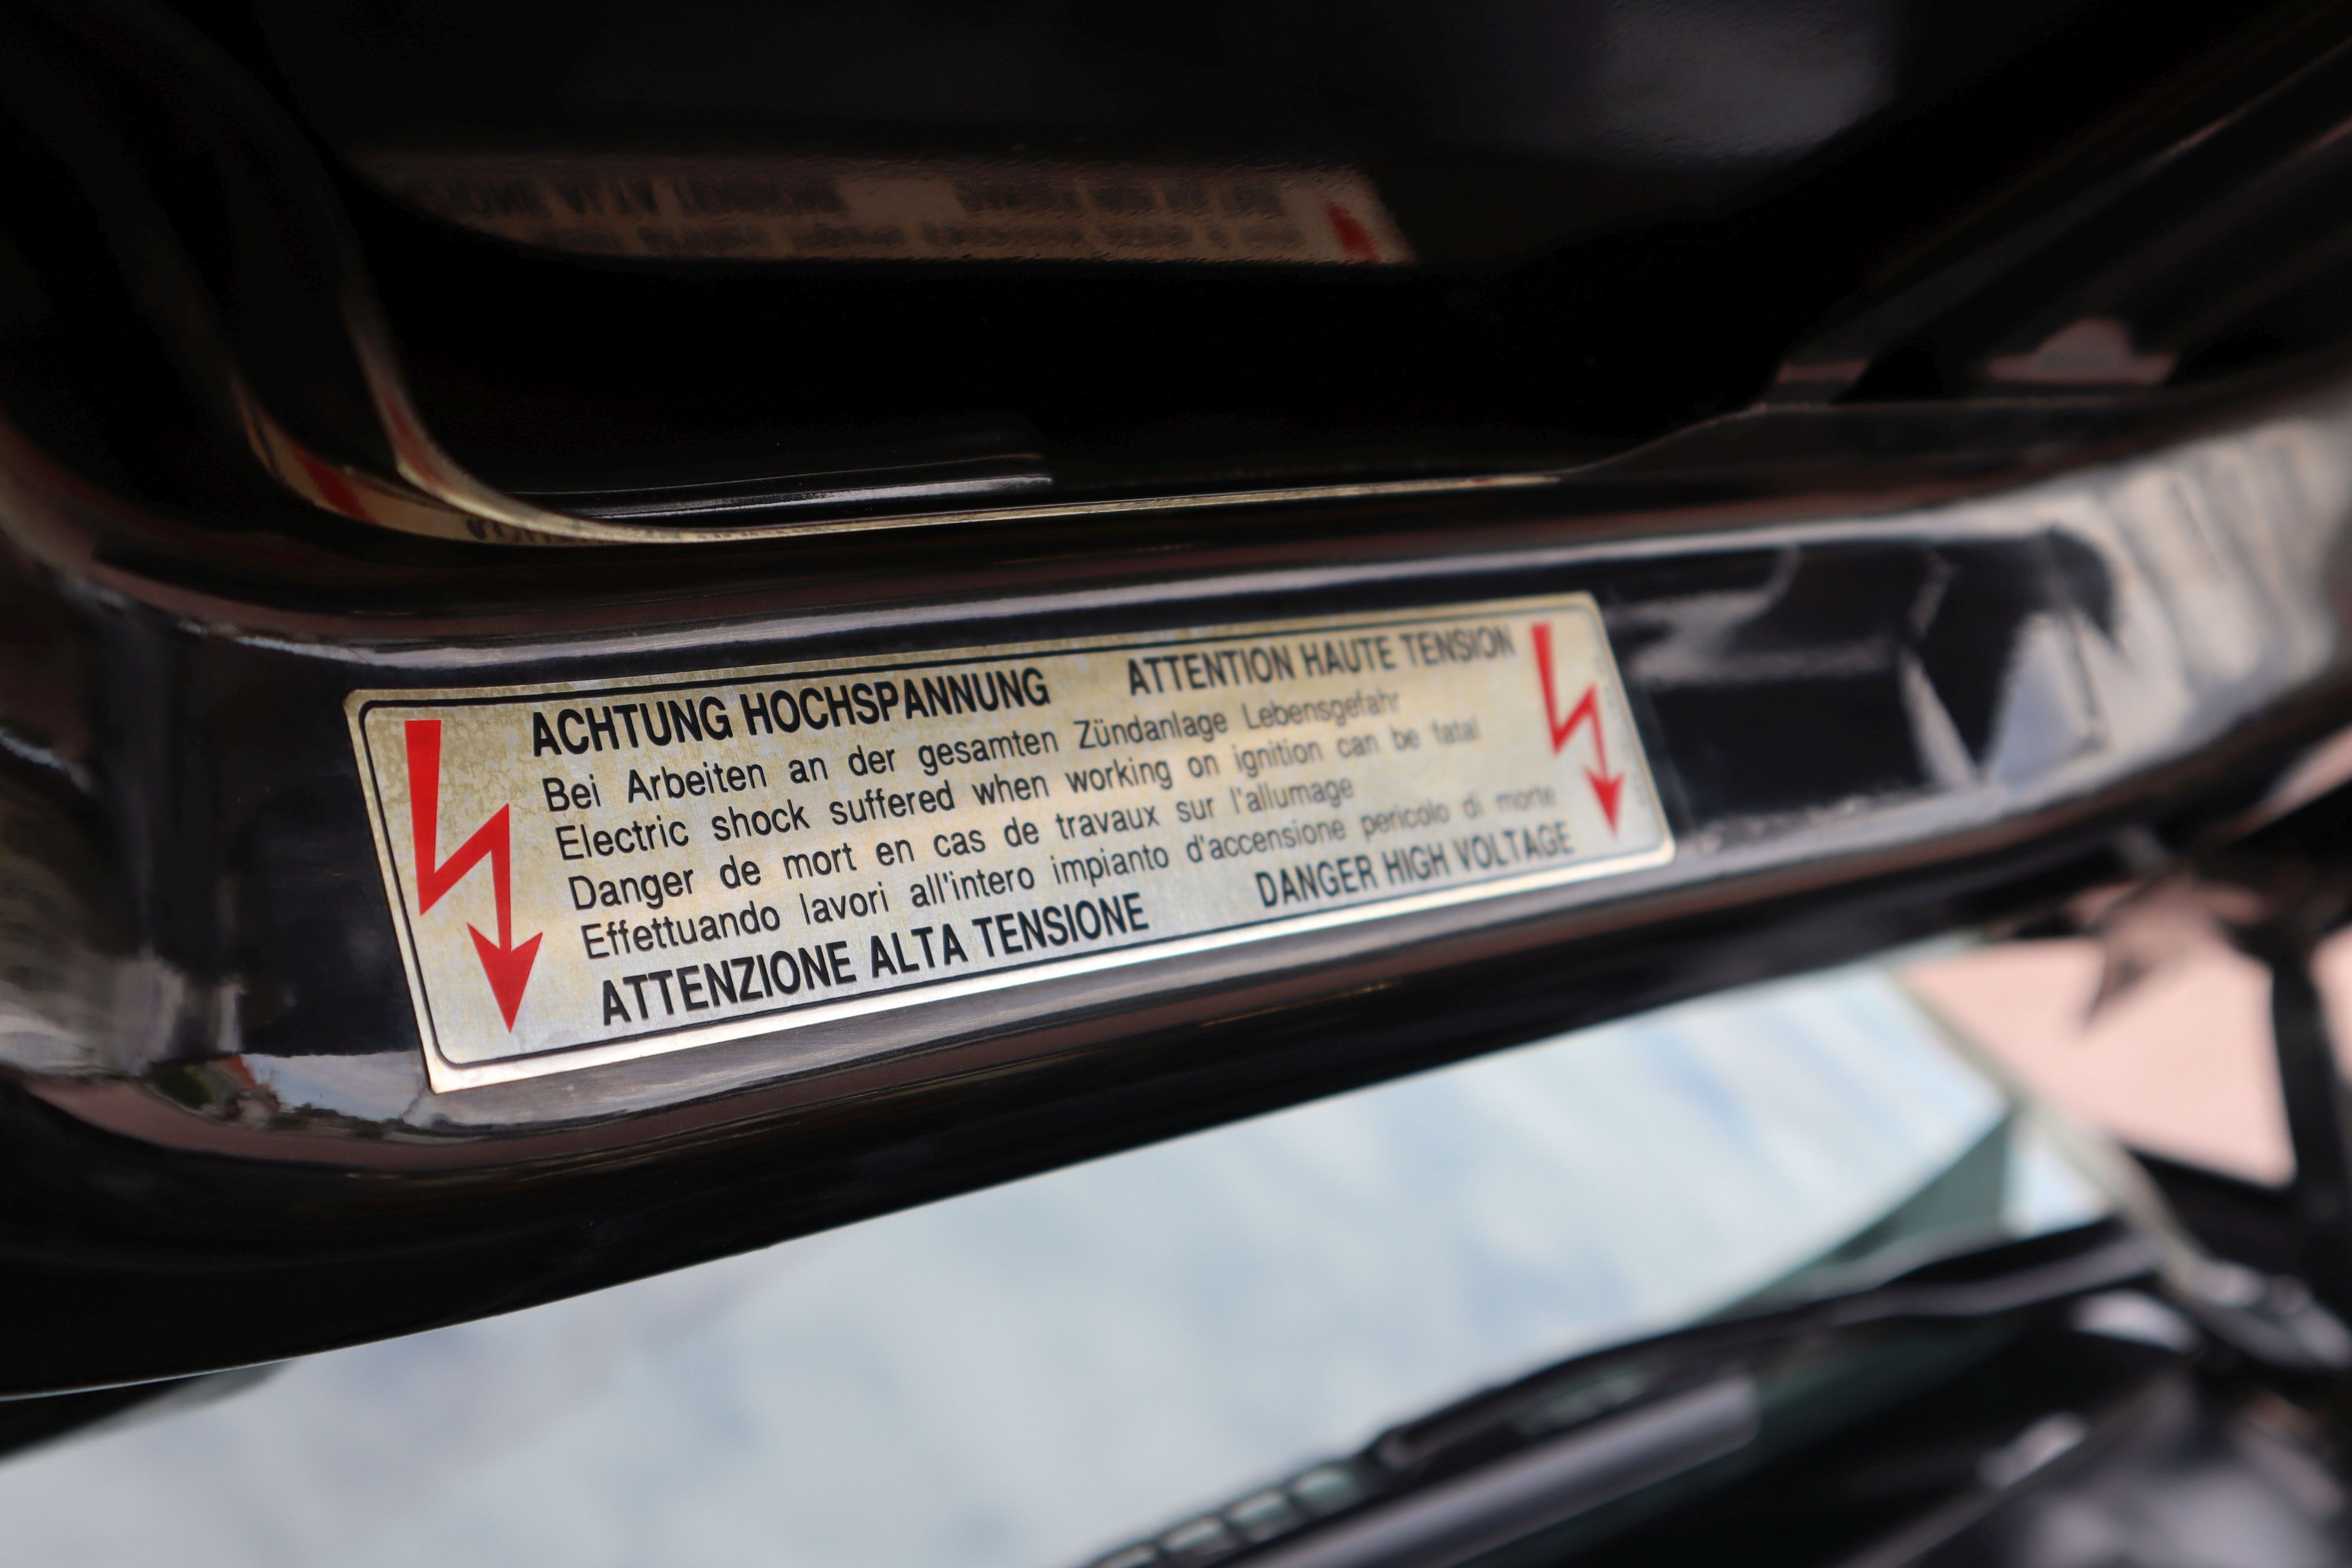 ACHTUNG HOCHSPANNUNG ATTENTION HAUTE TENSION
Bei Arbeiten an der gesamten Zündanlage Lebensgefahr
Electric shock suffered when working on ignition can be fatal
Danger de mort en cas de travaux sur l'allumage
Effettuando lavori all'intero impianto d'accensione pericolo di morte
ATTENZIONE ALTA TENSIONE DANGER HIGH VOLTAGE